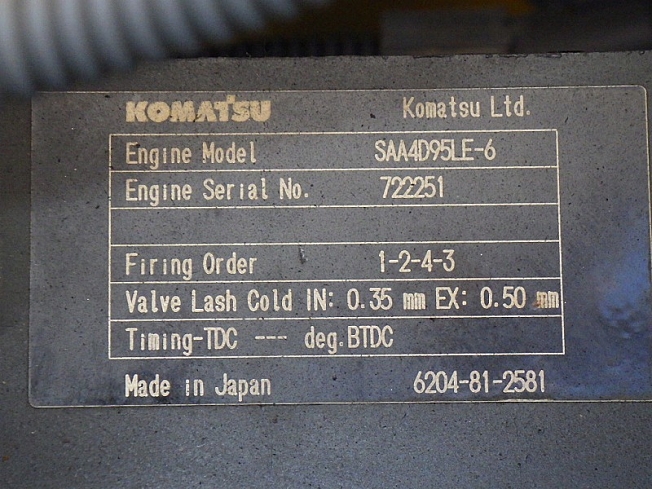 KOMATSU Komatsu Ltd.
Engine Model SAA4D95LE-6
Engine Serial No. 722251
Firing Order 1-2-4-3
Valve Lash Cold IN: 0.35 mm EX: 0.50 mm
Timing-TDC --- deg.BTDC
Made in Japan 6204-81-2581